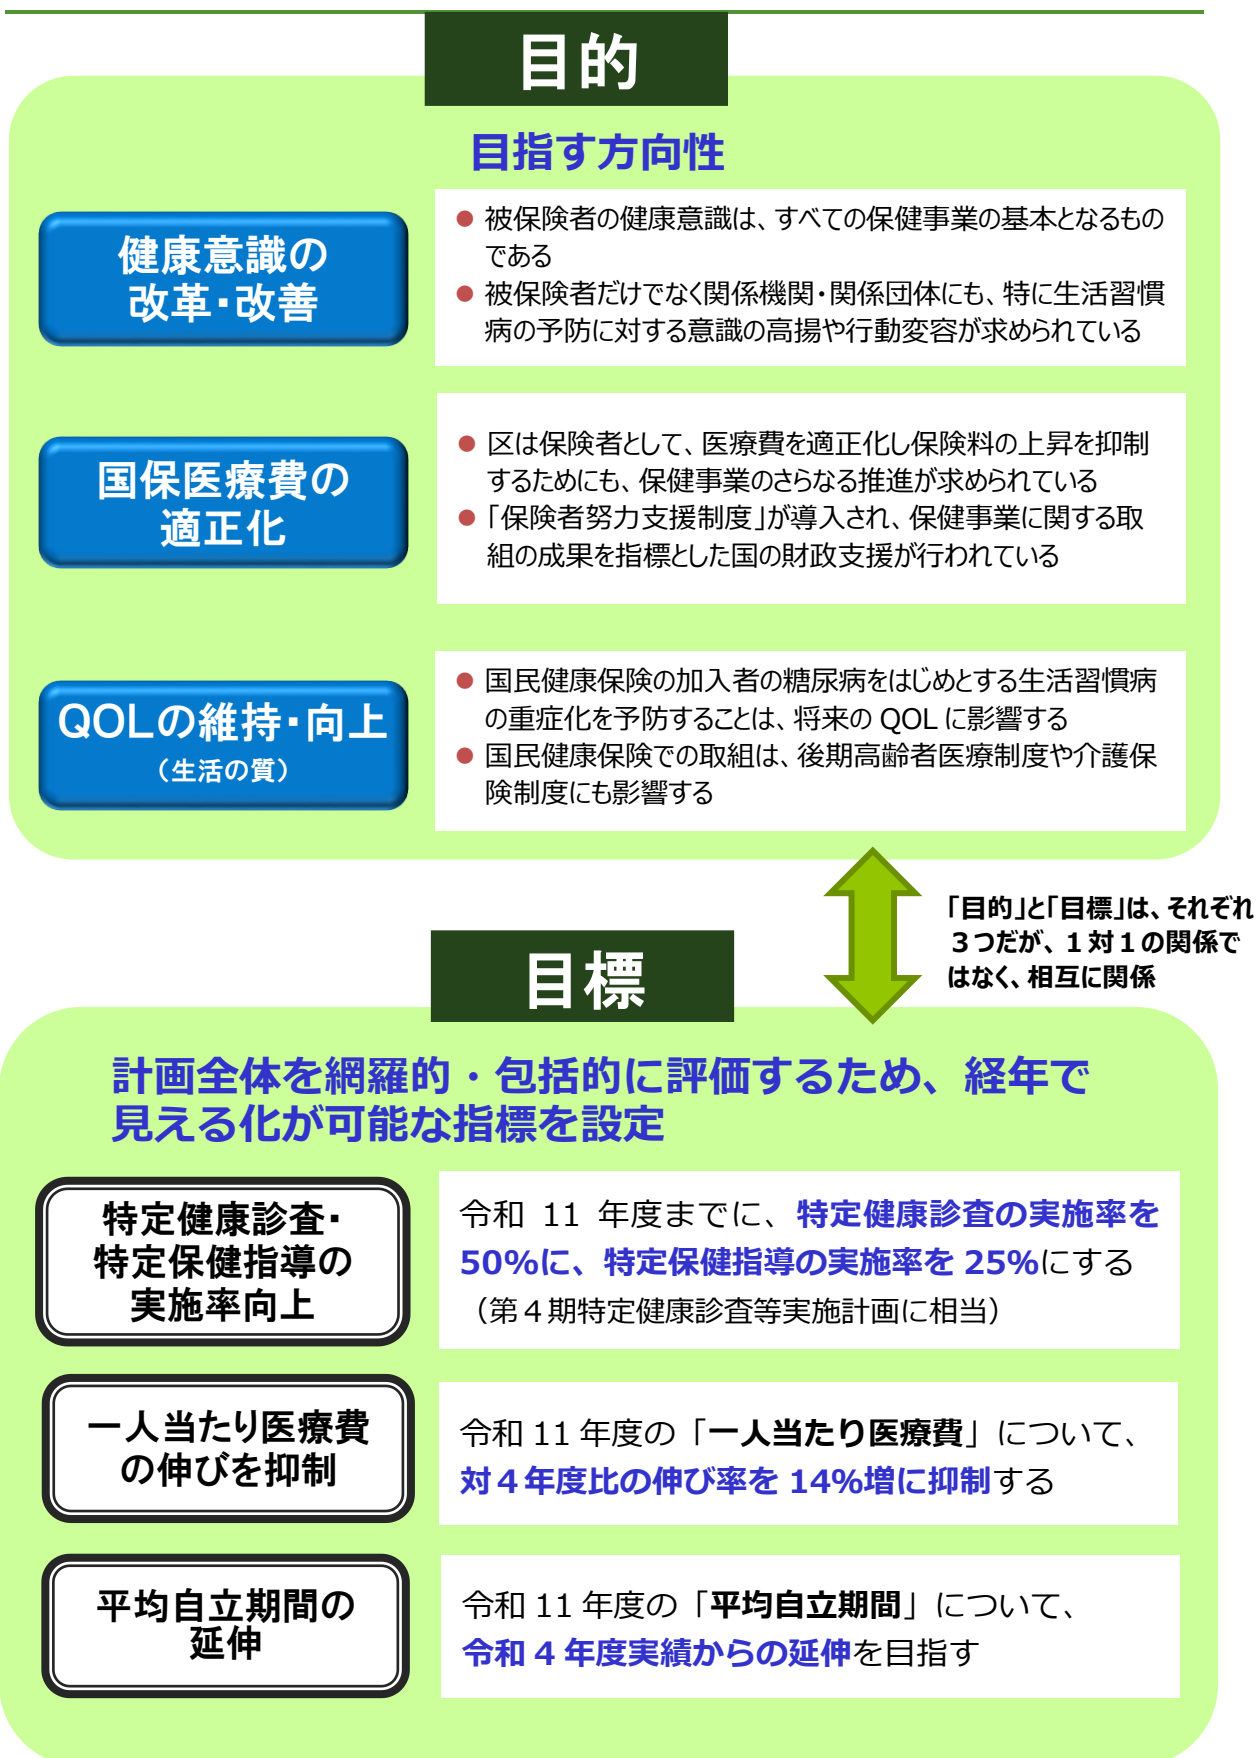 目的
目指す方向性
健康意識の
改革・改善
● 被保険者の健康意識は、すべての保健事業の基本となるもの
である
● 被保険者だけでなく関係機関・関係団体にも、特に生活習慣
病の予防に対する意識の高揚や行動変容が求められている
国保医療費の
適正化
● 区は保険者として、医療費を適正化し保険料の上昇を抑制
するためにも、保健事業のさらなる推進が求められている
● 「保険者努力支援制度」が導入され、保健事業に関する取
組の成果を指標とした国の財政支援が行われている
QOLの維持・向上
（生活の質）
● 国民健康保険の加入者の糖尿病をはじめとする生活習慣病
の重症化を予防することは、将来の QOL に影響する
● 国民健康保険での取組は、後期高齢者医療制度や介護保
険制度にも影響する
「目的」と「目標」は、それぞれ
３つだが、１対１の関係で
はなく、相互に関係
目標
計画全体を網羅的・包括的に評価するため、経年で
見える化が可能な指標を設定
特定健康診査・
特定保健指導の
実施率向上
令和 11 年度までに、特定健康診査の実施率を
50%に、特定保健指導の実施率を 25%にする
（第４期特定健康診査等実施計画に相当）
一人当たり医療費
の伸びを抑制
令和 11 年度の「一人当たり医療費」について、
対４年度比の伸び率を 14%増に抑制する
平均自立期間の
延伸
令和 11 年度の「平均自立期間」について、
令和 4 年度実績からの延伸を目指す